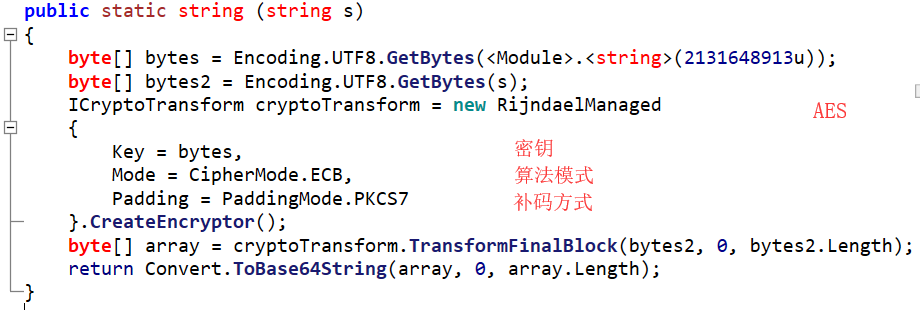 public static string (string s)
{
byte[] bytes = Encoding.UTF8.GetBytes(<Module>.<string>(2131648913u));
byte[] bytes2 = Encoding.UTF8.GetBytes(s);
ICryptoTransform cryptoTransform = new RijndaelManaged AES
{
Key = bytes, 密钥
Mode = CipherMode.ECB, 算法模式
Padding = PaddingMode.PKCS7 补码方式
}.CreateEncryptor();
byte[] array = cryptoTransform.TransformFinalBlock(bytes2, 0, bytes2.Length);
return Convert.ToBase64String(array, 0, array.Length);
}